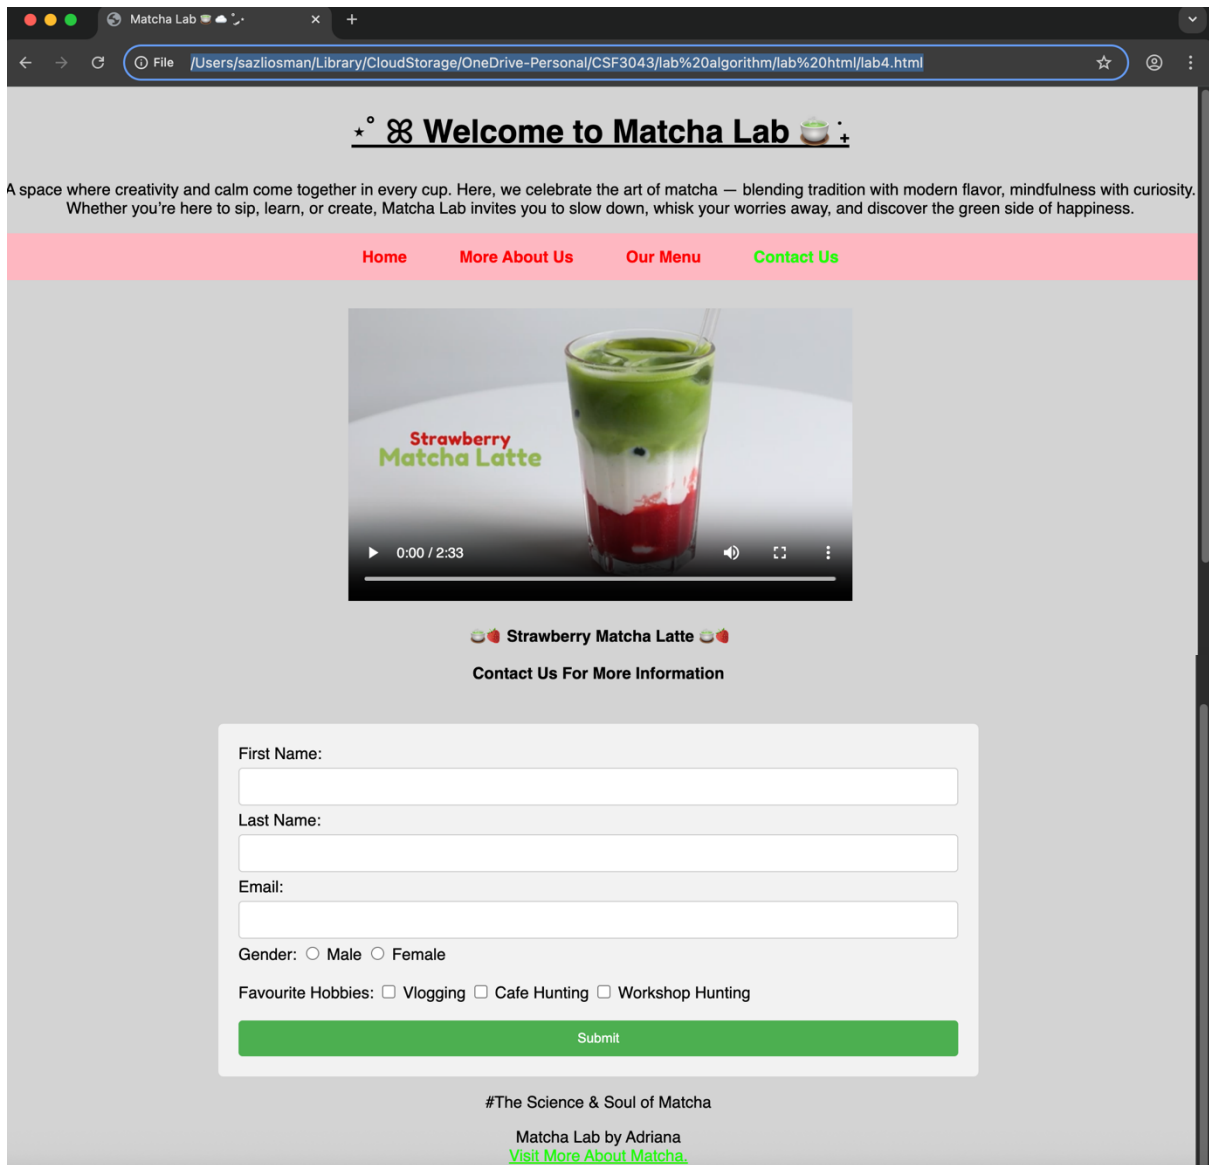 Matcha Lab 🍵☁️ ˚ˎˊ˗
File /Users/sazliosman/Library/CloudStorage/OneDrive-Personal/CSF3043/lab%20algorithm/lab%20html/lab4.html
⋆˚ ꕤ Welcome to Matcha Lab 🍵 ݁₊
A space where creativity and calm come together in every cup. Here, we celebrate the art of matcha — blending tradition with modern flavor, mindfulness with curiosity.
Whether you’re here to sip, learn, or create, Matcha Lab invites you to slow down, whisk your worries away, and discover the green side of happiness.
Home More About Us Our Menu Contact Us
Strawberry
Matcha Latte
0:00 / 2:33
🍵🍓 Strawberry Matcha Latte 🍵🍓
Contact Us For More Information
First Name:
Last Name:
Email:
Gender: Male Female
Favourite Hobbies: Vlogging Cafe Hunting Workshop Hunting
Submit
#The Science & Soul of Matcha
Matcha Lab by Adriana
Visit More About Matcha.